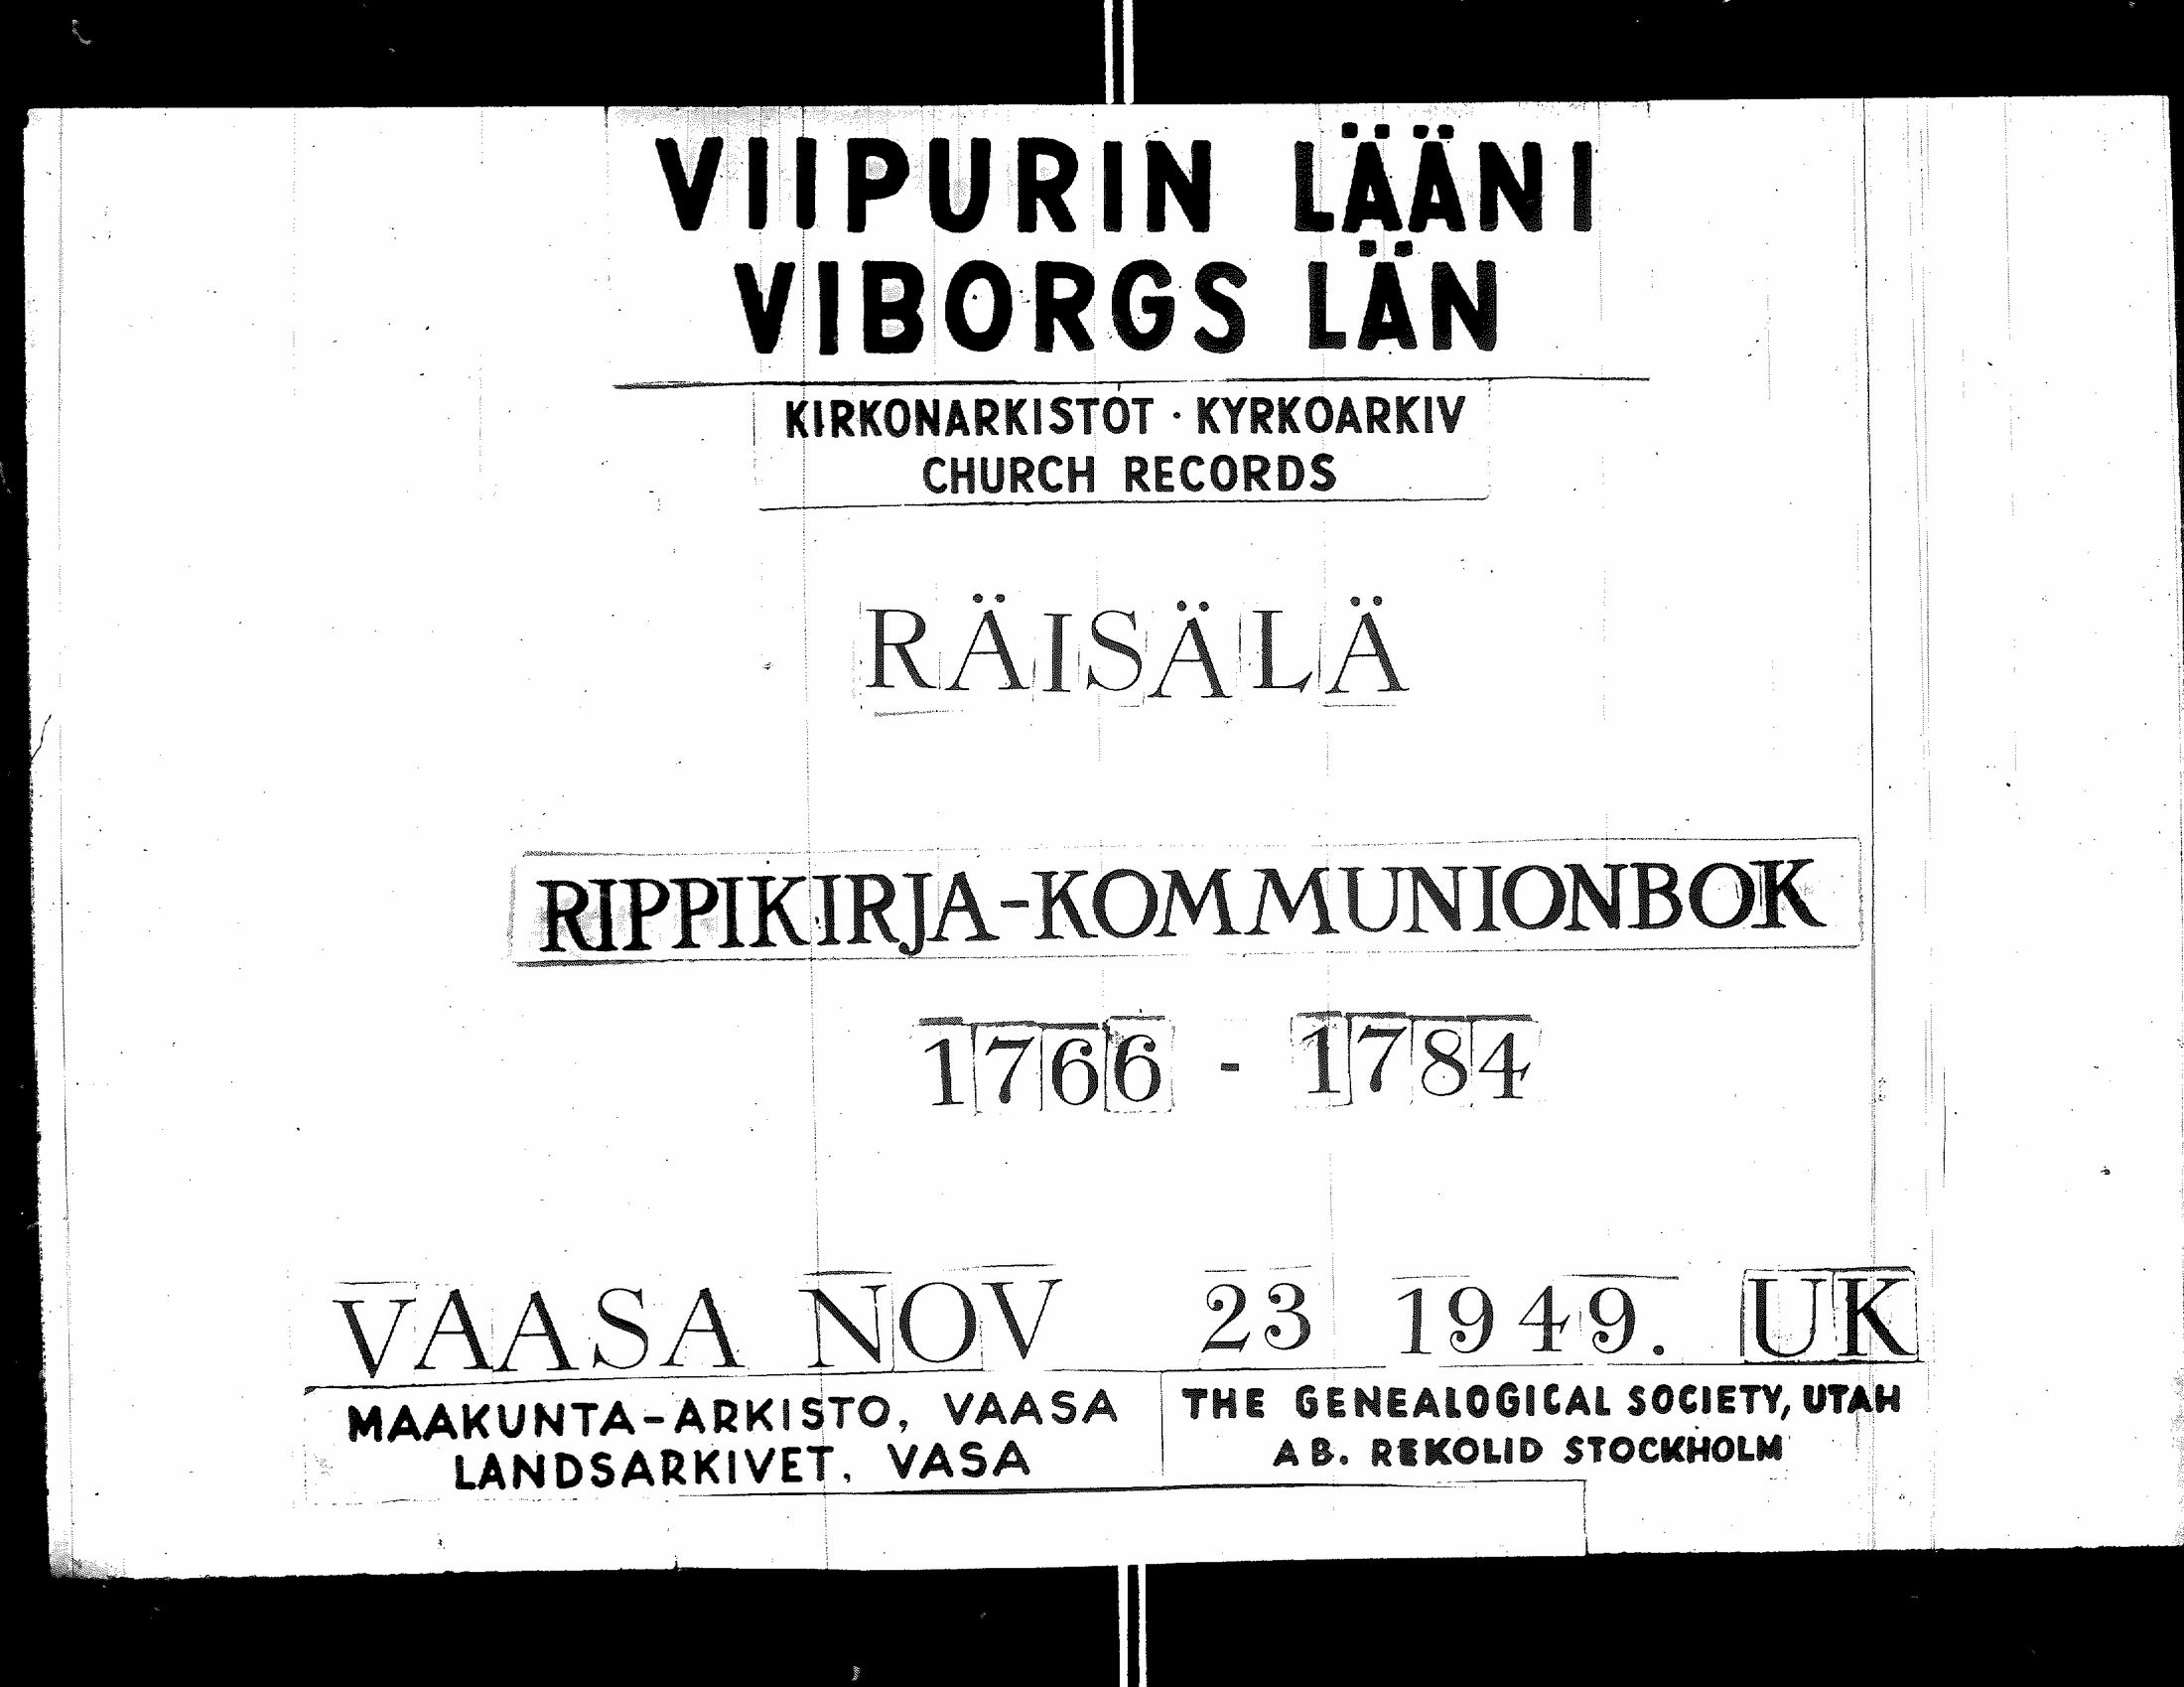 VIIPURIN LÄÄNI
VIBORGS LÄN
KIRKONARKISTOT · KYRKOARKIV
CHURCH RECORDS
RÄISÄLÄ
RIPPIKIRJA-KOMMUNIONBOK
1766 - 1784
VAASA NOV 23 1949. UK
MAAKUNTA-ARKISTO, VAASA
LANDSARKIVET, VASA
THE GENEALOGICAL SOCIETY, UTAH
AB. REKOLID STOCKHOLM